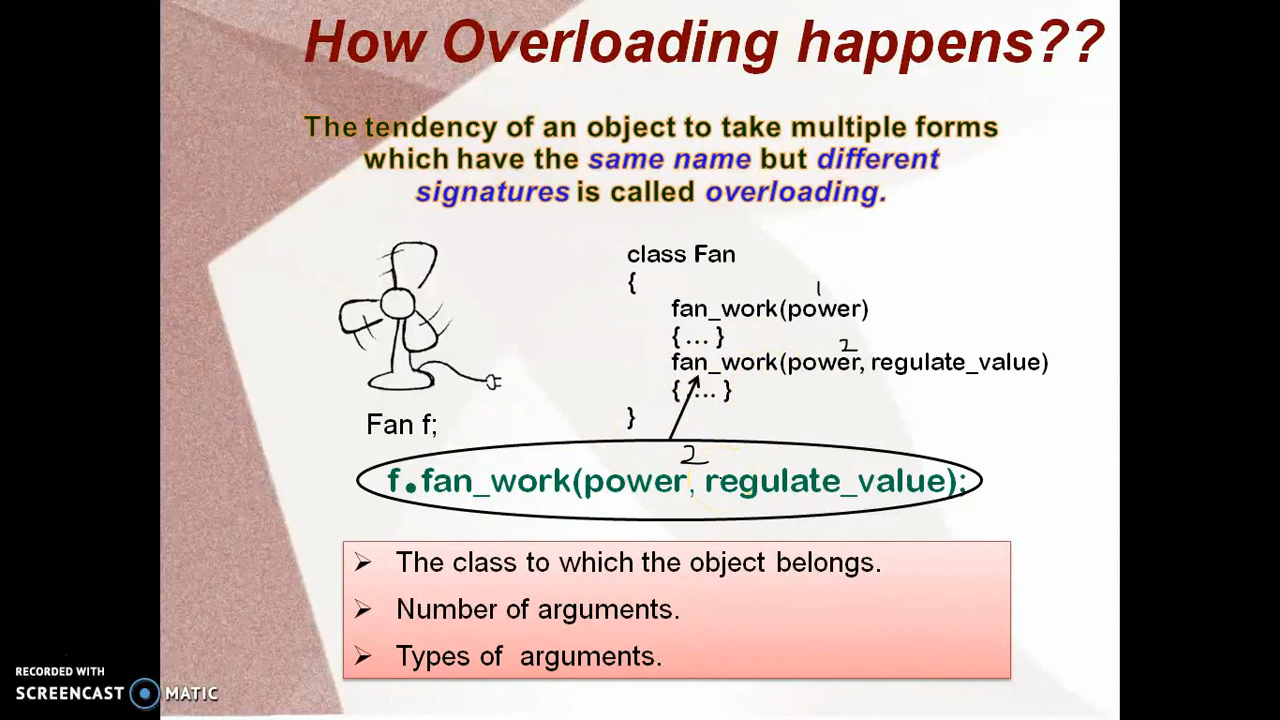 How Overloading happens??
The tendency of an object to take multiple forms
which have the same name but different
signatures is called overloading.
class Fan
{
1
fan_work(power)
{ ... }
2
fan_work(power, regulate_value)
{ ... }
}
Fan f;
2
f.fan_work(power, regulate_value);
➢ The class to which the object belongs.
➢ Number of arguments.
➢ Types of arguments.
RECORDED WITH
SCREENCAST MATIC